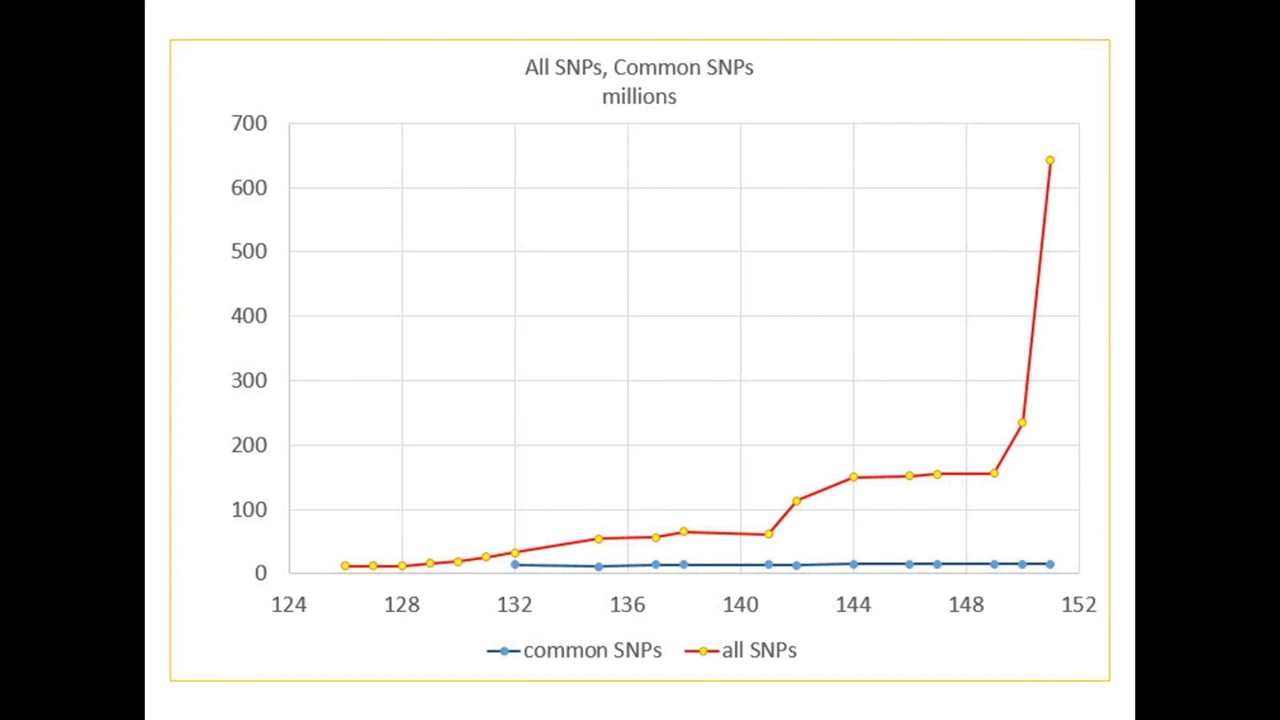 All SNPs, Common SNPs
millions
700
600
500
400
300
200
100
0
124 128 132 136 140 144 148 152
common SNPs all SNPs